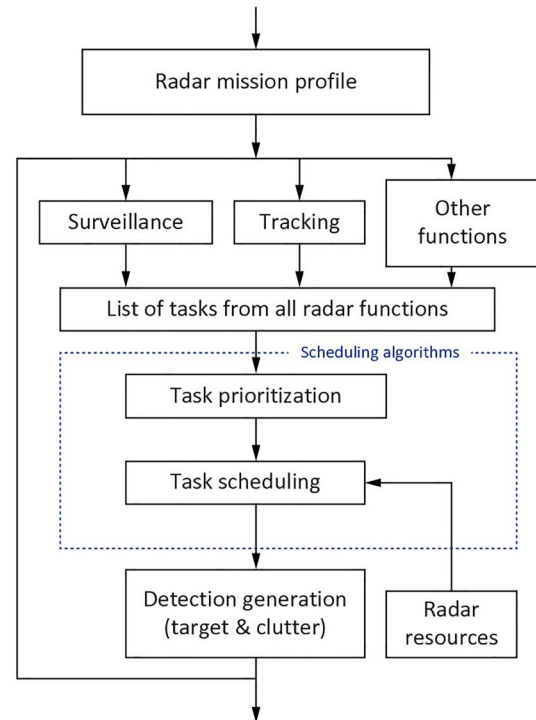 Radar mission profile
Surveillance
Tracking
Other
functions
List of tasks from all radar functions
Scheduling algorithms
Task prioritization
Task scheduling
Detection generation
(target & clutter)
Radar
resources